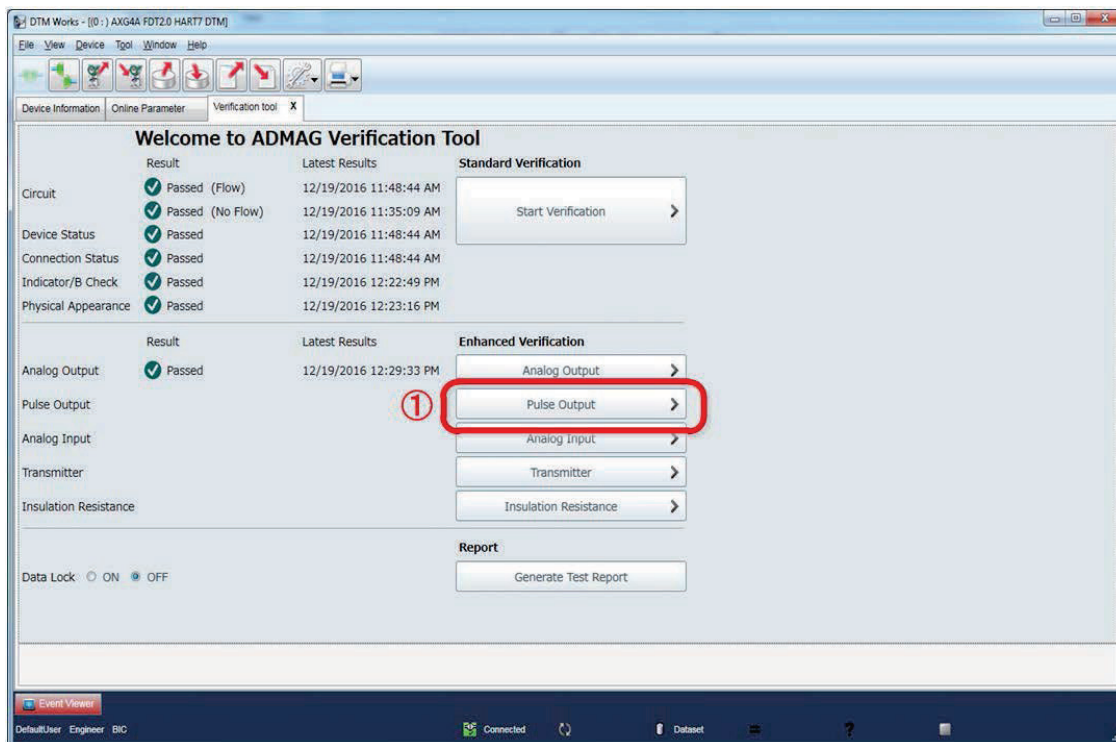 DTM Works - [(0 : ) AXG4A FDT2.0 HART7 DTM]
File View Device Tool Window Help
Device Information Online Parameter Verification tool X
Welcome to ADMAG Verification Tool
Result Latest Results Standard Verification
Circuit Passed (Flow) 12/19/2016 11:48:44 AM
Passed (No Flow) 12/19/2016 11:35:09 AM
Start Verification
Device Status Passed 12/19/2016 11:48:44 AM
Connection Status Passed 12/19/2016 11:48:44 AM
Indicator/B Check Passed 12/19/2016 12:22:49 PM
Physical Appearance Passed 12/19/2016 12:23:16 PM
Result Latest Results Enhanced Verification
Analog Output Passed 12/19/2016 12:29:33 PM Analog Output
Pulse Output ① Pulse Output
Analog Input Analog Input
Transmitter Transmitter
Insulation Resistance Insulation Resistance
Report
Data Lock ON OFF Generate Test Report
Event Viewer
DefaultUser Engineer BIC Connected Dataset